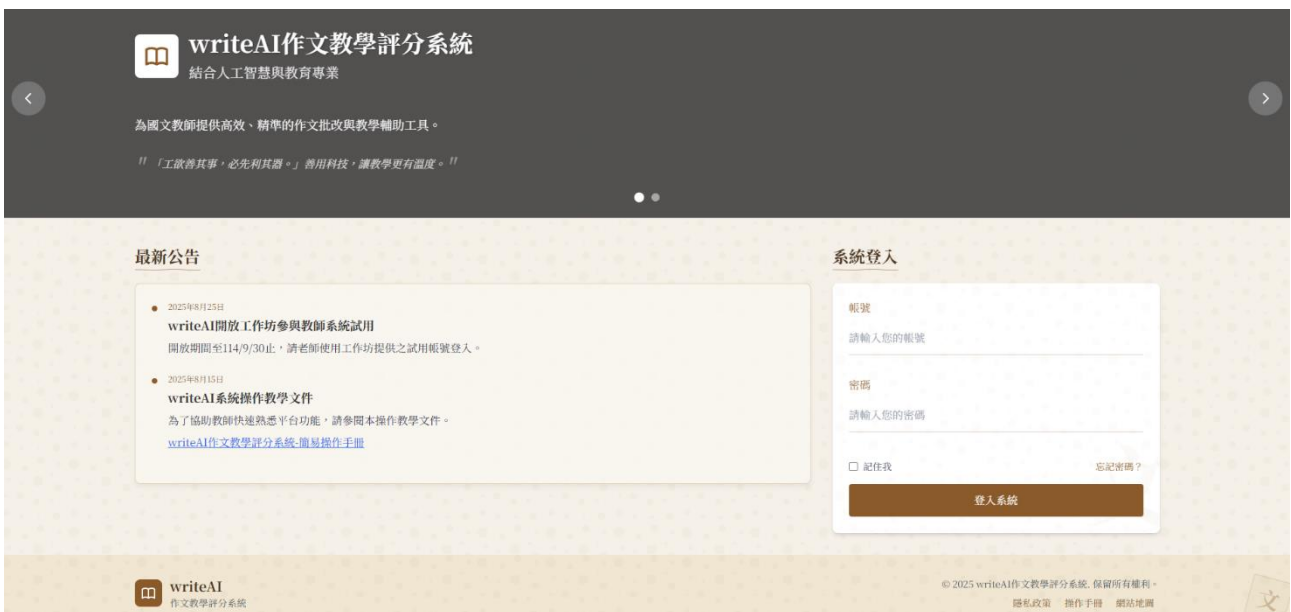 writeAI作文教學評分系統
結合人工智慧與教育專業
為國文教師提供高效、精準的作文批改與教學輔助工具。
"「工欲善其事，必先利其器。」善用科技，讓教學更有溫度。"
最新公告
2025年8月25日
writeAI開放工作坊參與教師系統試用
開放期間至114/9/30止，請老師使用工作坊提供之試用帳號登入。
2025年8月15日
writeAI系統操作教學文件
為了協助教師快速熟悉平台功能，請參閱本操作教學文件。
writeAI作文教學評分系統-簡易操作手冊
系統登入
帳號
請輸入您的帳號
密碼
請輸入您的密碼
記住我
忘記密碼？
登入系統
writeAI
作文教學評分系統
© 2025 writeAI作文教學評分系統. 保留所有權利。
隱私政策 操作手冊 網站地圖
文